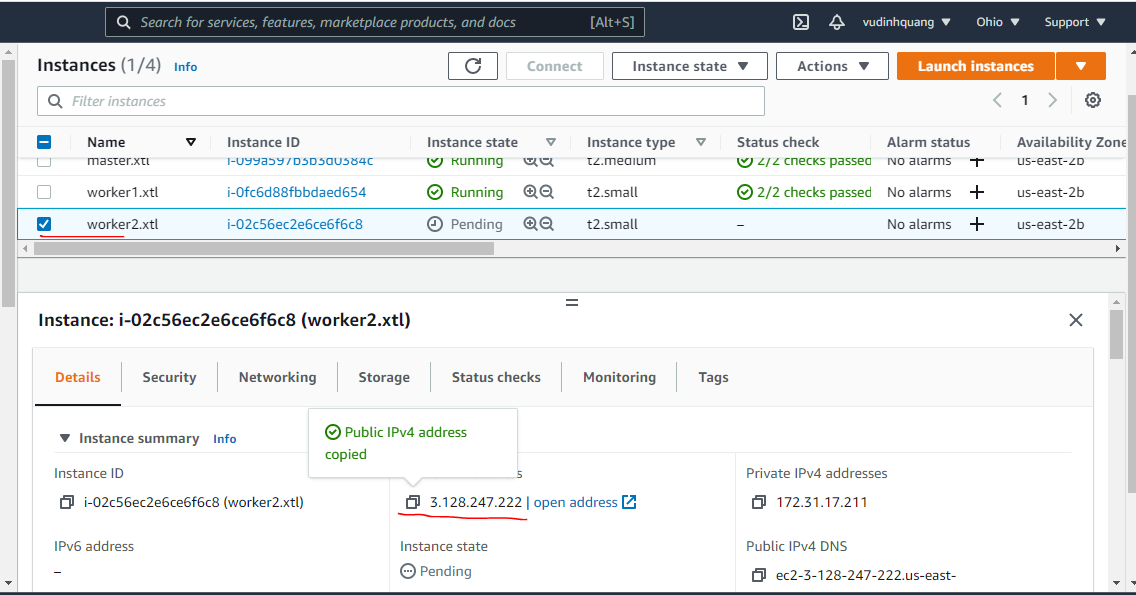 Search for services, features, marketplace products, and docs [Alt+S] vudinhquang Ohio Support
Instances (1/4) Info Connect Instance state Actions Launch instances
Filter instances 1
Name Instance ID Instance state Instance type Status check Alarm status Availability Zone
master.xtl i-099a597b3b3d0384c Running t2.medium 2/2 checks passed No alarms + us-east-2b
worker1.xtl i-0fc6d88fbbdaed654 Running t2.small 2/2 checks passed No alarms + us-east-2b
worker2.xtl i-02c56ec2e6ce6f6c8 Pending t2.small – No alarms + us-east-2b
Instance: i-02c56ec2e6ce6f6c8 (worker2.xtl)
Details Security Networking Storage Status checks Monitoring Tags
Public IPv4 address
copied
Instance summary Info
Instance ID Private IPv4 addresses
i-02c56ec2e6ce6f6c8 (worker2.xtl) 3.128.247.222 | open address 172.31.17.211
IPv6 address Instance state Public IPv4 DNS
– Pending ec2-3-128-247-222.us-east-